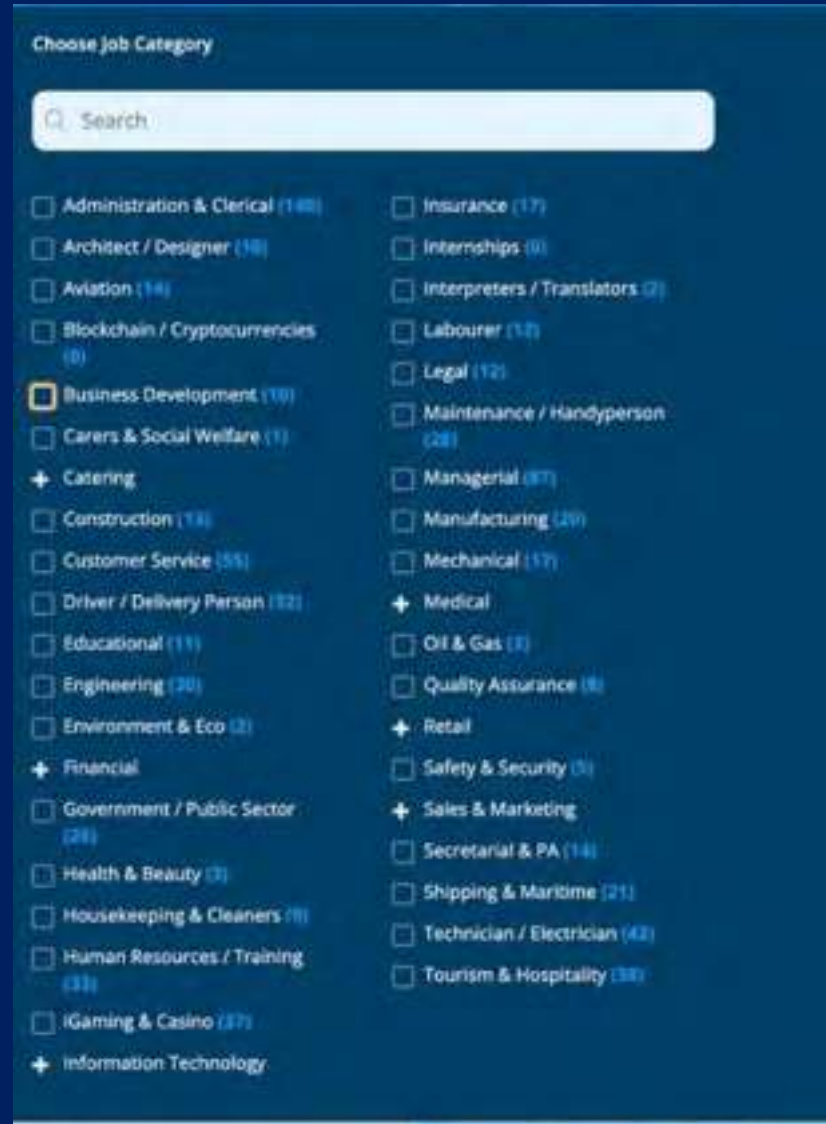 Choose Job Category
Search
Administration & Clerical
Architect / Designer
Aviation (14)
Blockchain / Cryptocurrencies
(0)
Business Development
Carers & Social Welfare (1)
+ Catering
Construction (13)
Customer Service (55)
Driver / Delivery Person
Educational (11)
Engineering
Environment & Eco (2)
+ Financial
Government / Public Sector
Health & Beauty
Housekeeping & Cleaners
Human Resources / Training
(33)
iGaming & Casino (37)
+ Information Technology
Insurance (17)
Internships
Interpreters / Translators (2)
Labourer
Legal (12)
Maintenance / Handyperson
(28)
Managerial (87)
Manufacturing
Mechanical (17)
+ Medical
Oil & Gas
Quality Assurance
+ Retail
Safety & Security
+ Sales & Marketing
Secretarial & PA (14)
Shipping & Maritime (21)
Technician / Electrician
Tourism & Hospitality